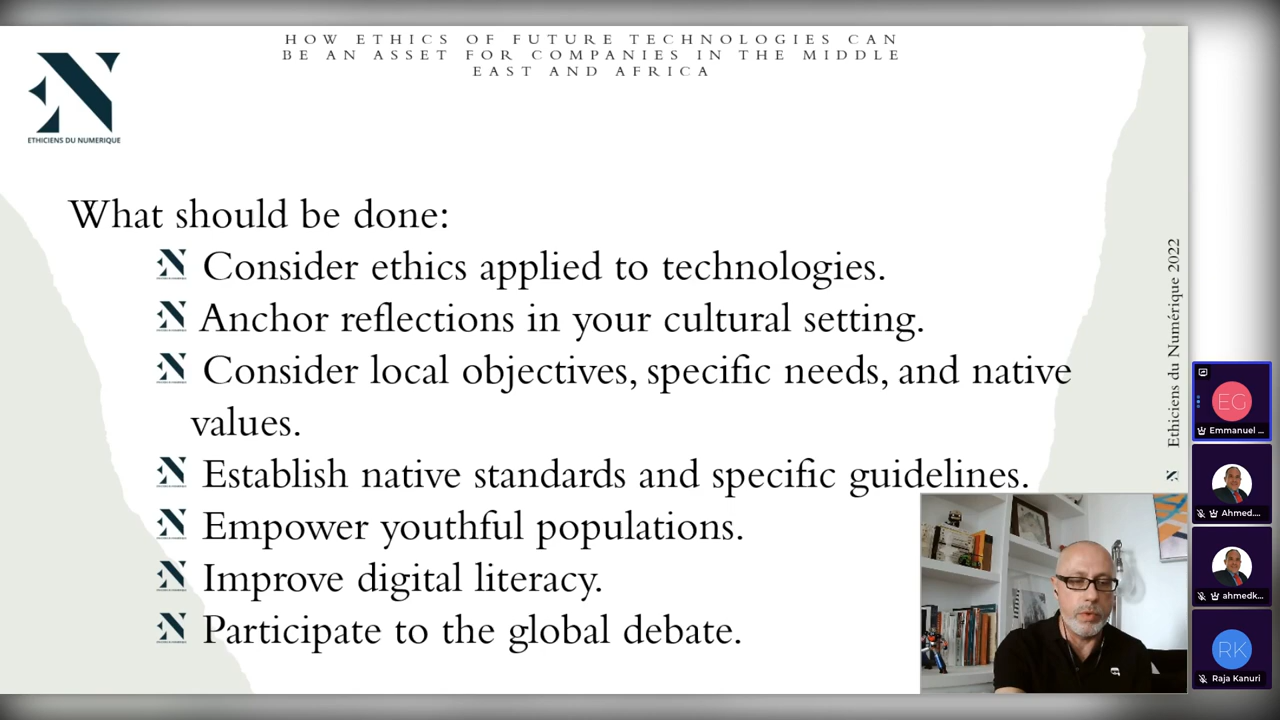 HOW ETHICS OF FUTURE TECHNOLOGIES CAN
BE AN ASSET FOR COMPANIES IN THE MIDDLE
EAST AND AFRICA
EN
ETHICIENS DU NUMERIQUE
What should be done:
Consider ethics applied to technologies.
Anchor reflections in your cultural setting.
Consider local objectives, specific needs, and native
values.
Establish native standards and specific guidelines.
Empower youthful populations.
Improve digital literacy.
Participate to the global debate.
Ethiciens du Numérique 2022
EG
Emmanuel ...
Ahmed....
ahmedk...
RK
Raja Kanuri